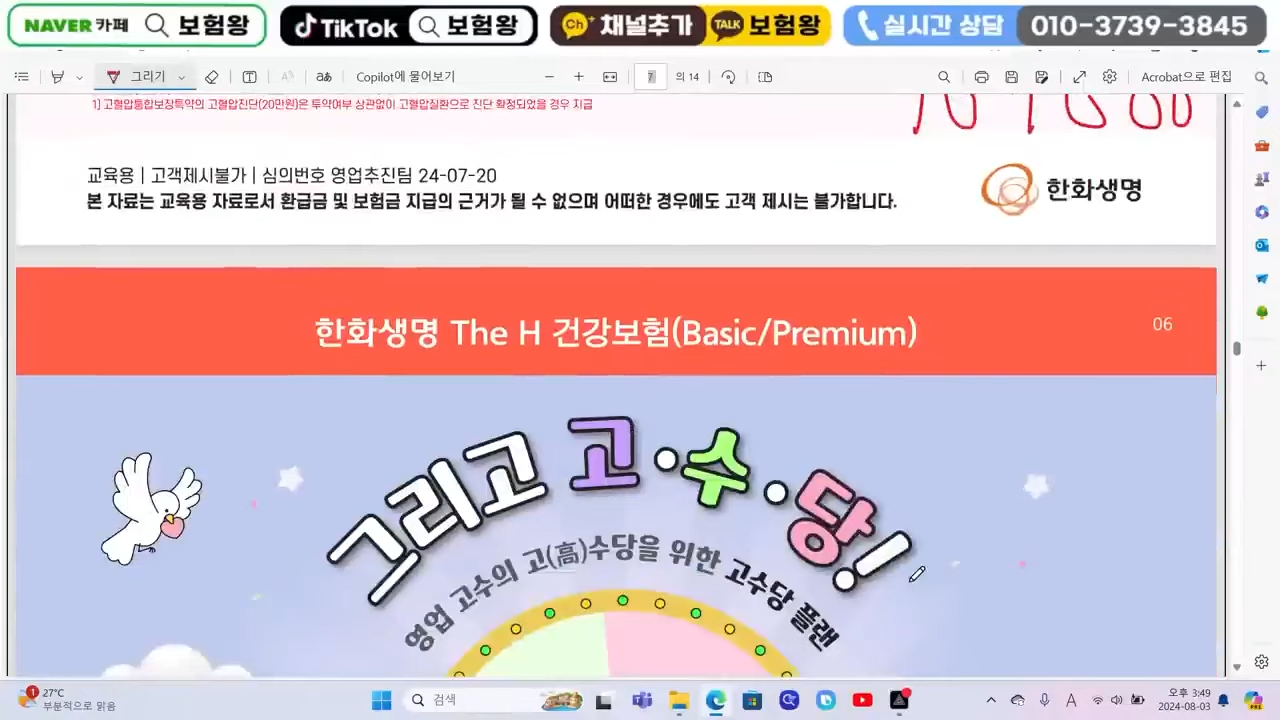 NAVER 카페 보험왕
TikTok 보험왕
Ch+ 채널추가 TALK 보험왕
실시간 상담 010-3739-3845
그리기
Copilot에 물어보기
의 14
Acrobat으로 편집
1] 고혈압통합보장특약의 고혈압진단(20만원)은 투약여부 상관없이 고혈압질환으로 진단 확정되었을 경우 지급
교육용 | 고객제시불가 | 심의번호 영업추진팀 24-07-20
본 자료는 교육용 자료로서 환급금 및 보험금 지급의 근거가 될 수 없으며 어떠한 경우에도 고객 제시는 불가합니다.
한화생명
한화생명 The H 건강보험(Basic/Premium)
06
그리고 고·수·당!
영업 고수의 고(高)수당을 위한 고수당 플랜
1
27°C
검색
A
오후 3:49
2024-08-03